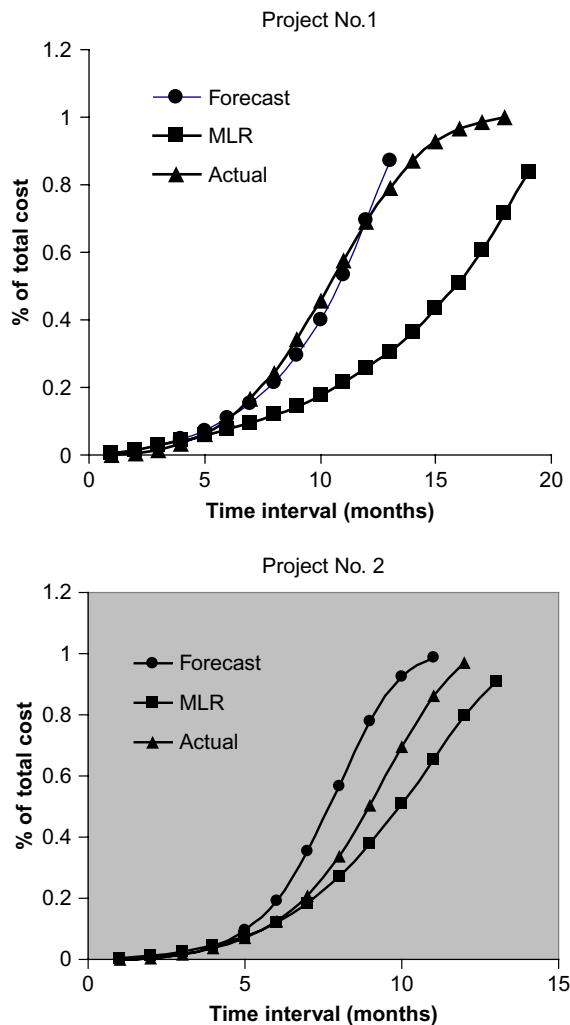 Project No.1
1.2
1
0.8
0.6
0.4
0.2
0
Forecast
MLR
Actual
% of total cost
0 5 10 15 20
Time interval (months)
Project No. 2
1.2
1
0.8
0.6
0.4
0.2
0
Forecast
MLR
Actual
% of total cost
0 5 10 15
Time interval (months)